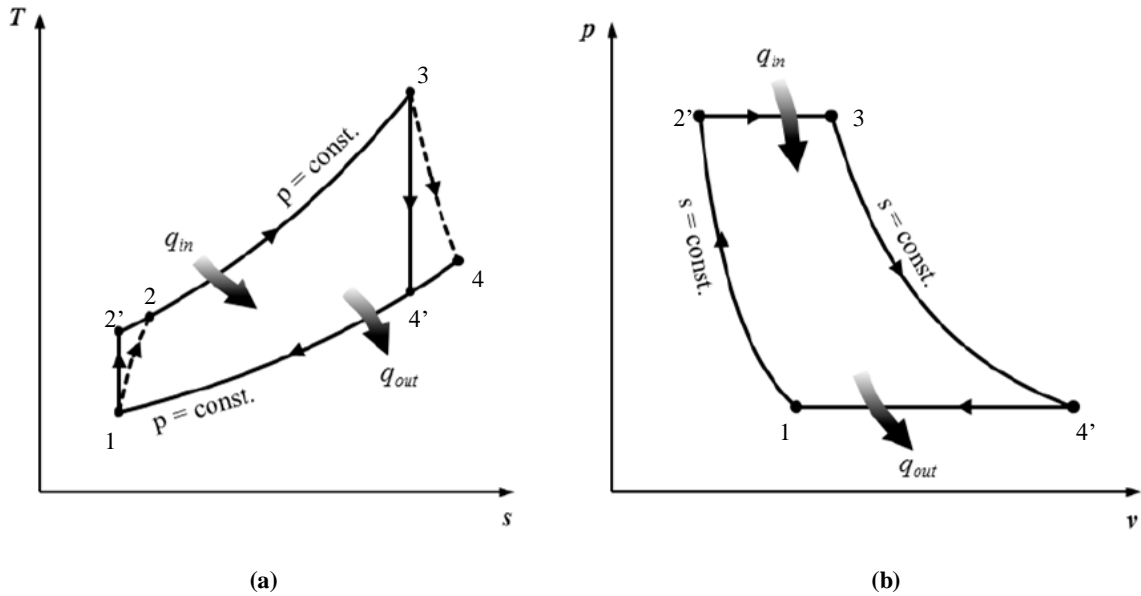 T
3
p = const.
q_in
2
2’
4
4’
q_out
p = const.
1
s
(a)
p
q_in
2’
3
s = const.
s = const.
1
4’
q_out
v
(b)